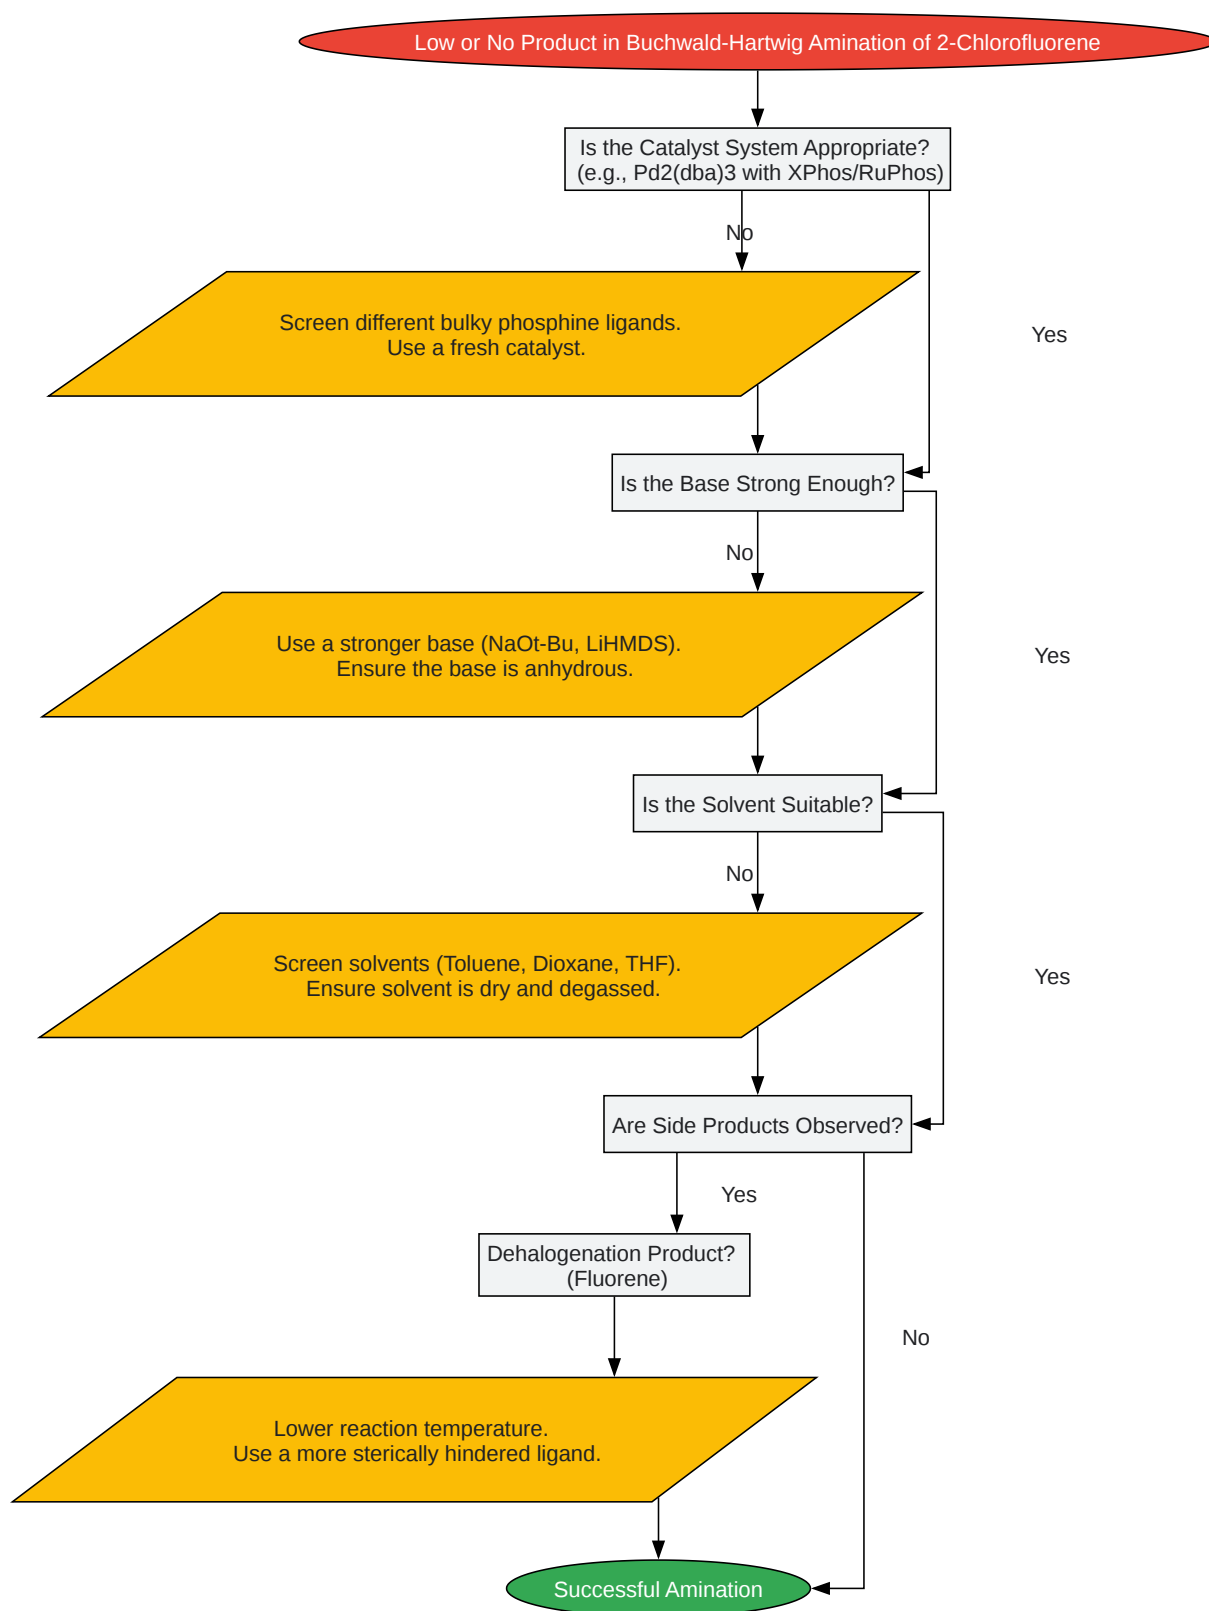 Low or No Product in Buchwald-Hartwig Amination of 2-Chlorofluorene
Is the Catalyst System Appropriate?
(e.g., Pd2(dba)3 with XPhos/RuPhos)
No
Screen different bulky phosphine ligands.
Use a fresh catalyst.
Yes
Is the Base Strong Enough?
No
Use a stronger base (NaOt-Bu, LiHMDS).
Ensure the base is anhydrous.
Yes
Is the Solvent Suitable?
No
Screen solvents (Toluene, Dioxane, THF).
Ensure solvent is dry and degassed.
Yes
Are Side Products Observed?
Yes
Dehalogenation Product?
(Fluorene)
No
Lower reaction temperature.
Use a more sterically hindered ligand.
Successful Amination